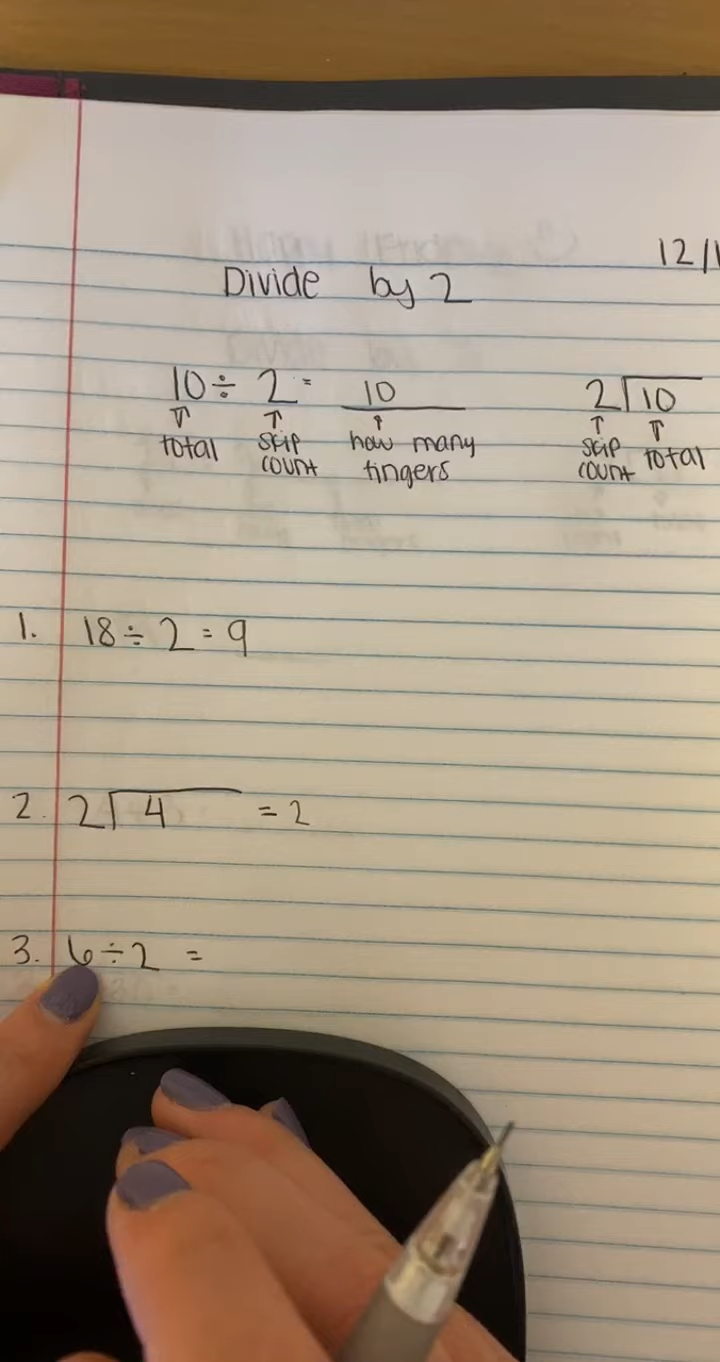 12/1
Divide by 2
10 ÷ 2 = 10
total
skip count
how many fingers
2⟌10
skip count
total
1. 18 ÷ 2 = 9
2. 2⟌4 = 2
3. 6 ÷ 2 =